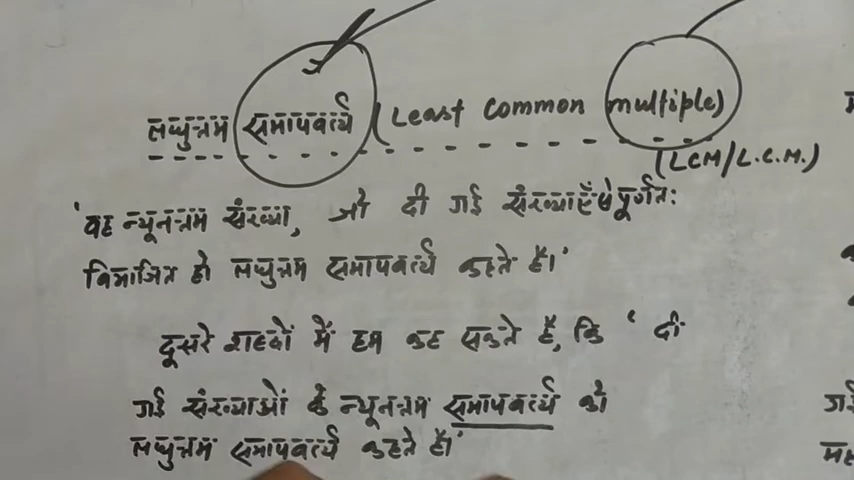 लघुत्तम समापवर्त्य (Least Common multiple)
(LCM/L.C.M.)
'वह न्यूनतम संख्या, जो दी गई संख्याएँ से पूर्णतः
विभाजित हो लघुत्तम समापवर्त्य कहते हैं।'
दूसरे शब्दों में हम कह सकते हैं, कि ' दी
गई संख्याओं के न्यूनतम समापवर्त्य को
लघुत्तम समापवर्त्य कहते हैं।'